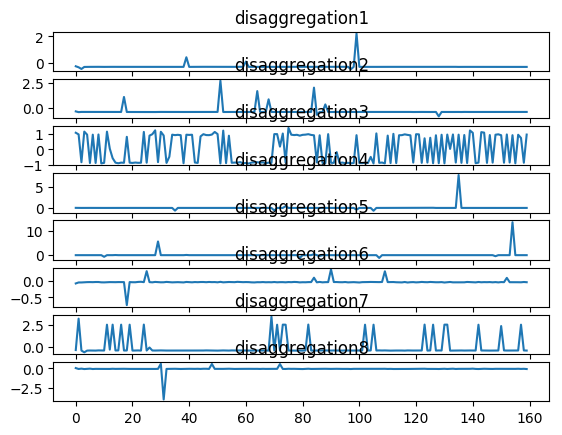 disaggregation1
2
0
disaggregation2
2.5
0.0
disaggregation3
1
0
−1
disaggregation4
5
0
disaggregation5
10
0
disaggregation6
0.0
−0.5
disaggregation7
2.5
0.0
disaggregation8
0.0
−2.5
0 20 40 60 80 100 120 140 160